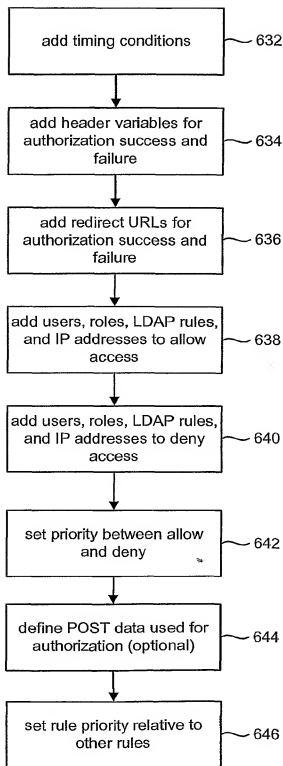 add timing conditions
632
add header variables for
authorization success and
failure
634
add redirect URLs for
authorization success and
failure
636
add users, roles, LDAP rules,
and IP addresses to allow
access
638
add users, roles, LDAP rules,
and IP addresses to deny
access
640
set priority between allow
and deny
642
define POST data used for
authorization (optional)
644
set rule priority relative to
other rules
646